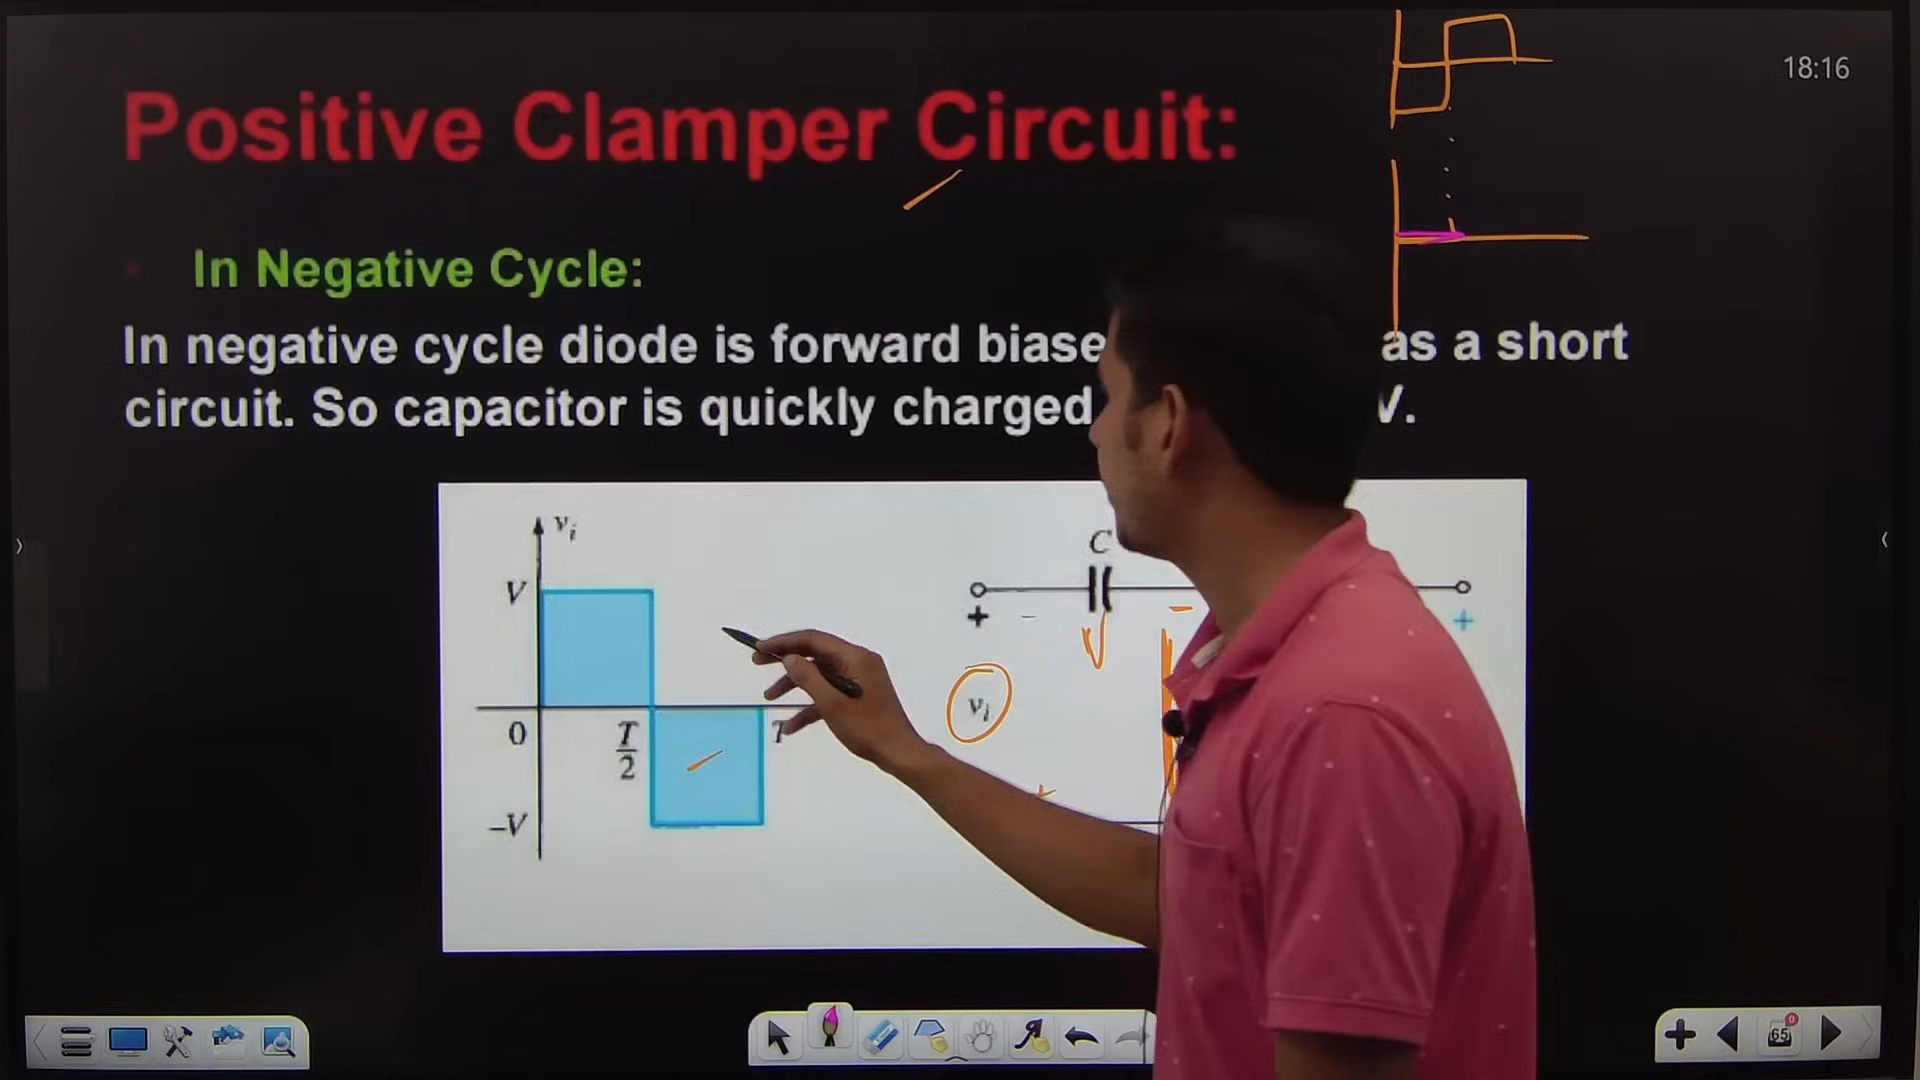 Positive Clamper Circuit:
18:16
In Negative Cycle:
In negative cycle diode is forward biase as a short
circuit. So capacitor is quickly charged V.
vi
V
0
T/2
T
-V
C
+ - - +
V
vi
+
65
0